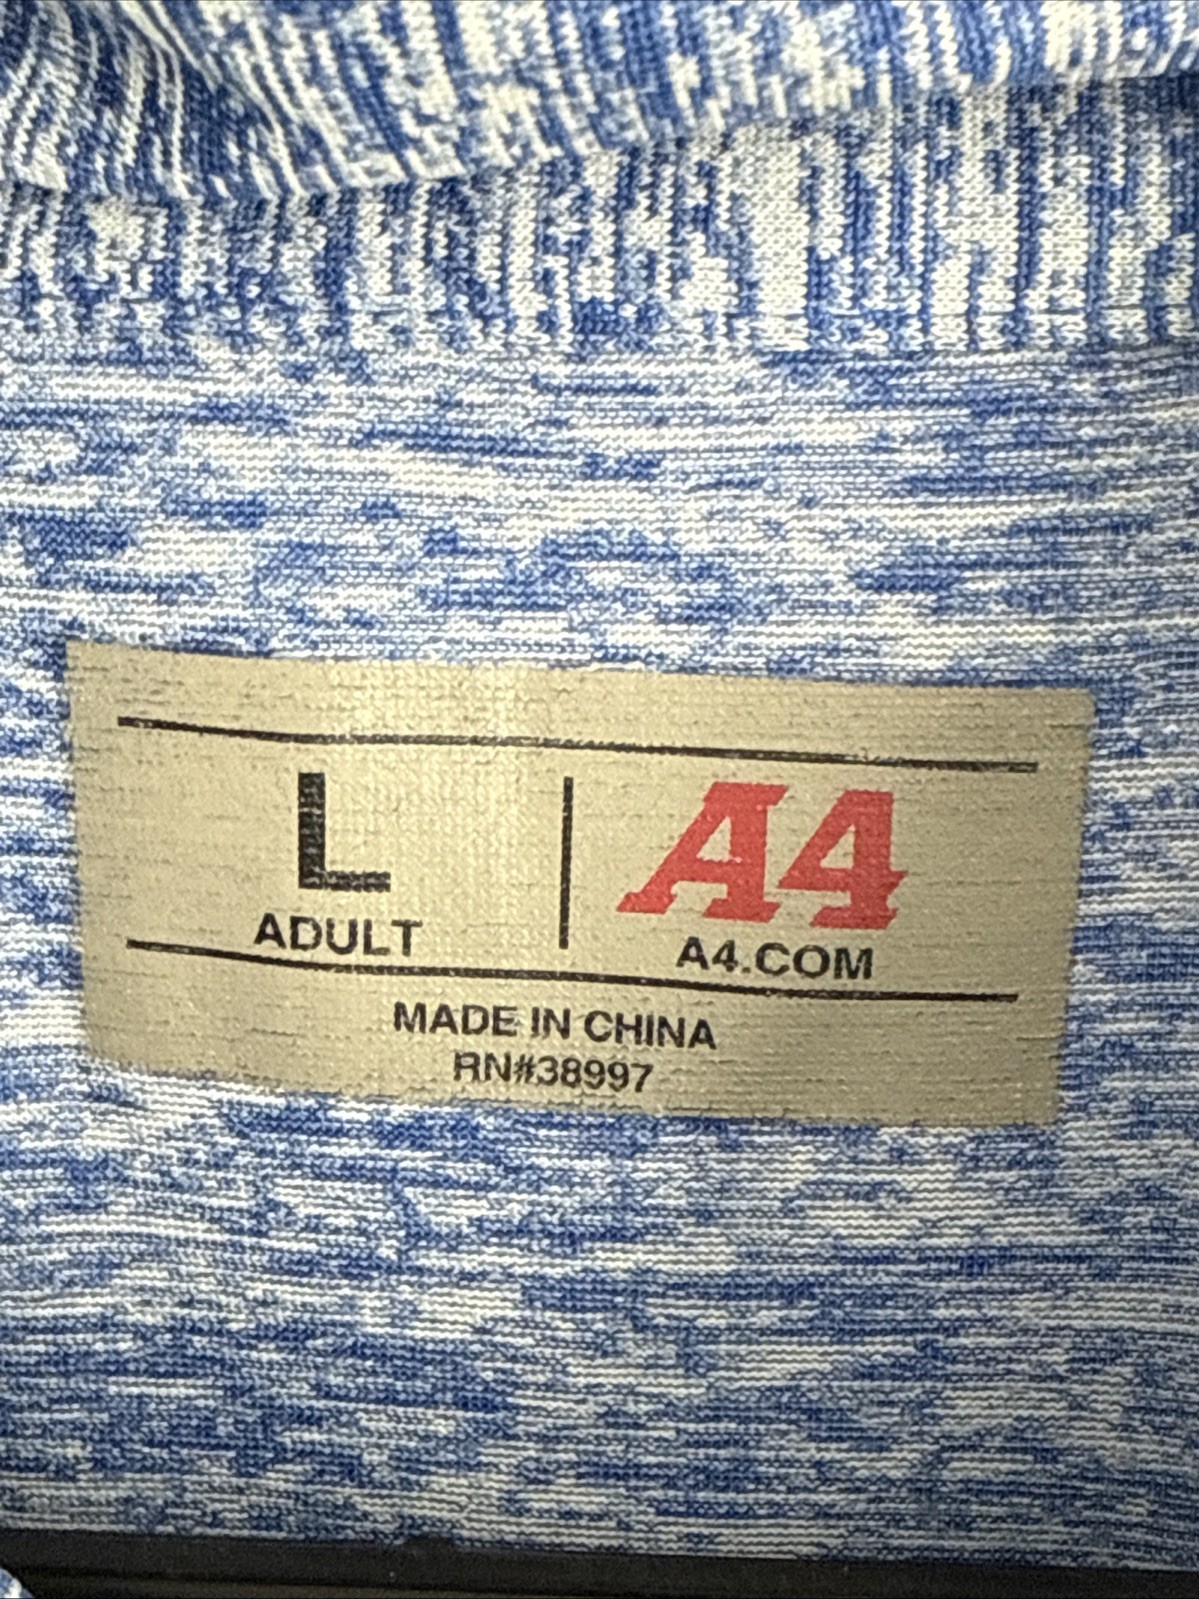 L
ADULT
A4
A4.COM
MADE IN CHINA
RN#38997